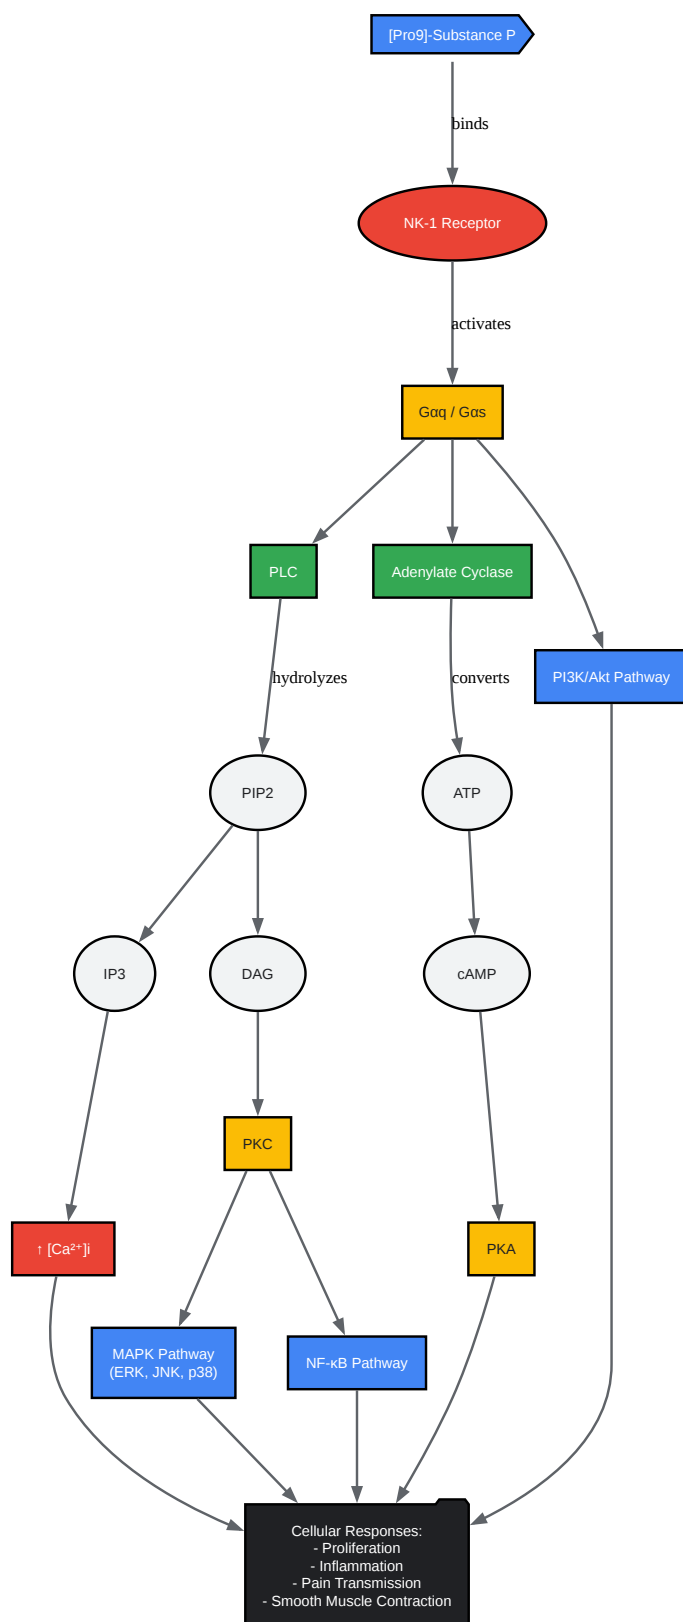 [Pro9]-Substance P
binds
NK-1 Receptor
activates
Gαq / Gαs
PLC
Adenylate Cyclase
hydrolyzes
converts
PI3K/Akt Pathway
PIP2
ATP
IP3
DAG
cAMP
PKC
↑ [Ca²⁺]i
PKA
MAPK Pathway
(ERK, JNK, p38)
NF-κB Pathway
Cellular Responses:
- Proliferation
- Inflammation
- Pain Transmission
- Smooth Muscle Contraction